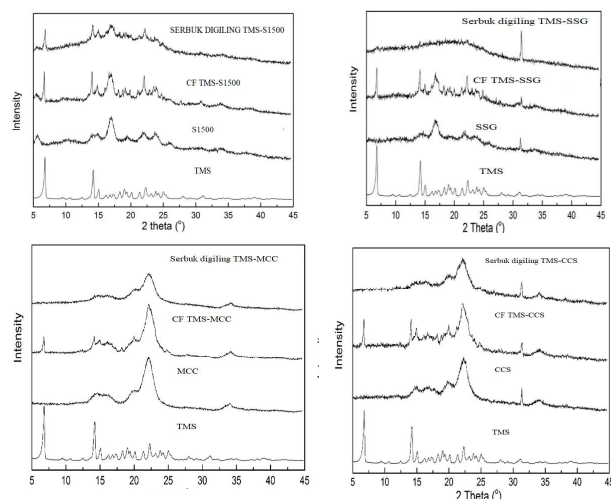 SERBUK DIGILING TMS-S1500
CF TMS-S1500
S1500
TMS
Intensity
5 10 15 20 25 30 35 40 45
2 theta (°)
Serbuk digiling TMS-SSG
CF TMS-SSG
SSG
TMS
Intensity
5 10 15 20 25 30 35 40 45
2 Theta (°)
Serbuk digiling TMS-MCC
CF TMS-MCC
MCC
TMS
Intensity
5 10 15 20 25 30 35 40 45
Serbuk digiling TMS-CCS
CF TMS-CCS
CCS
TMS
Intensity
5 10 15 20 25 30 35 40 45
2 Theta (°)